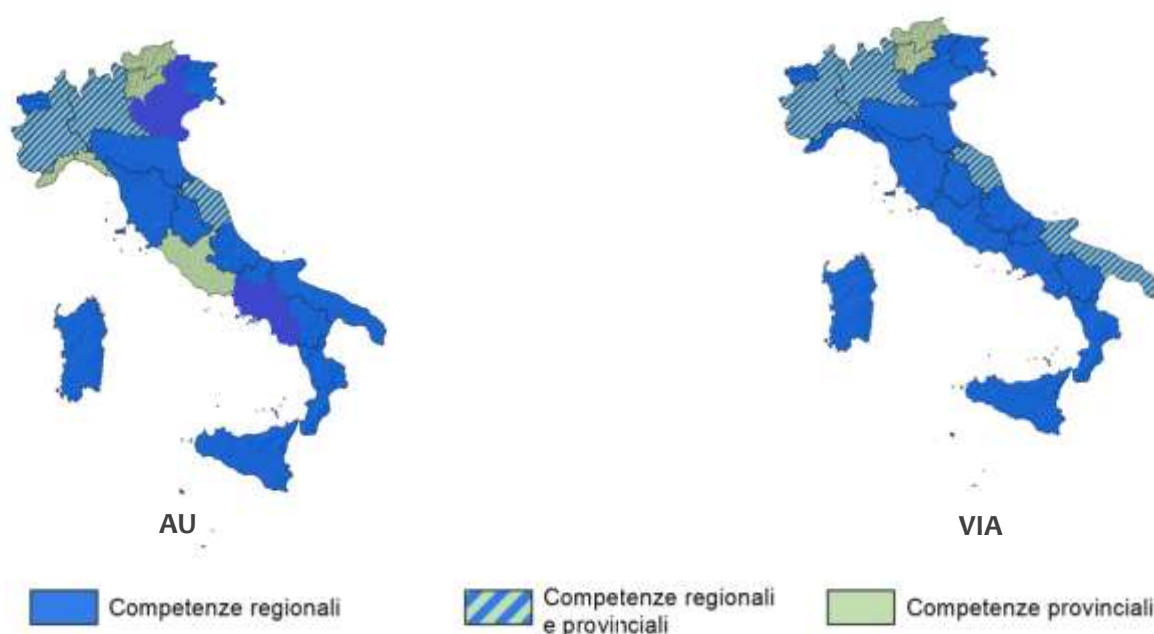 AU
VIA
Competenze regionali
Competenze regionali
e provinciali
Competenze provinciali